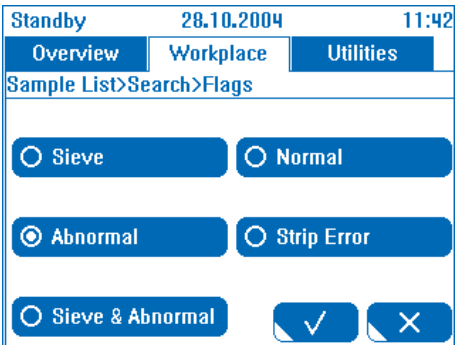 Standby 28.10.2004 11:42
Overview Workplace Utilities
Sample List>Search>Flags
Sieve Normal
Abnormal Strip Error
Sieve & Abnormal